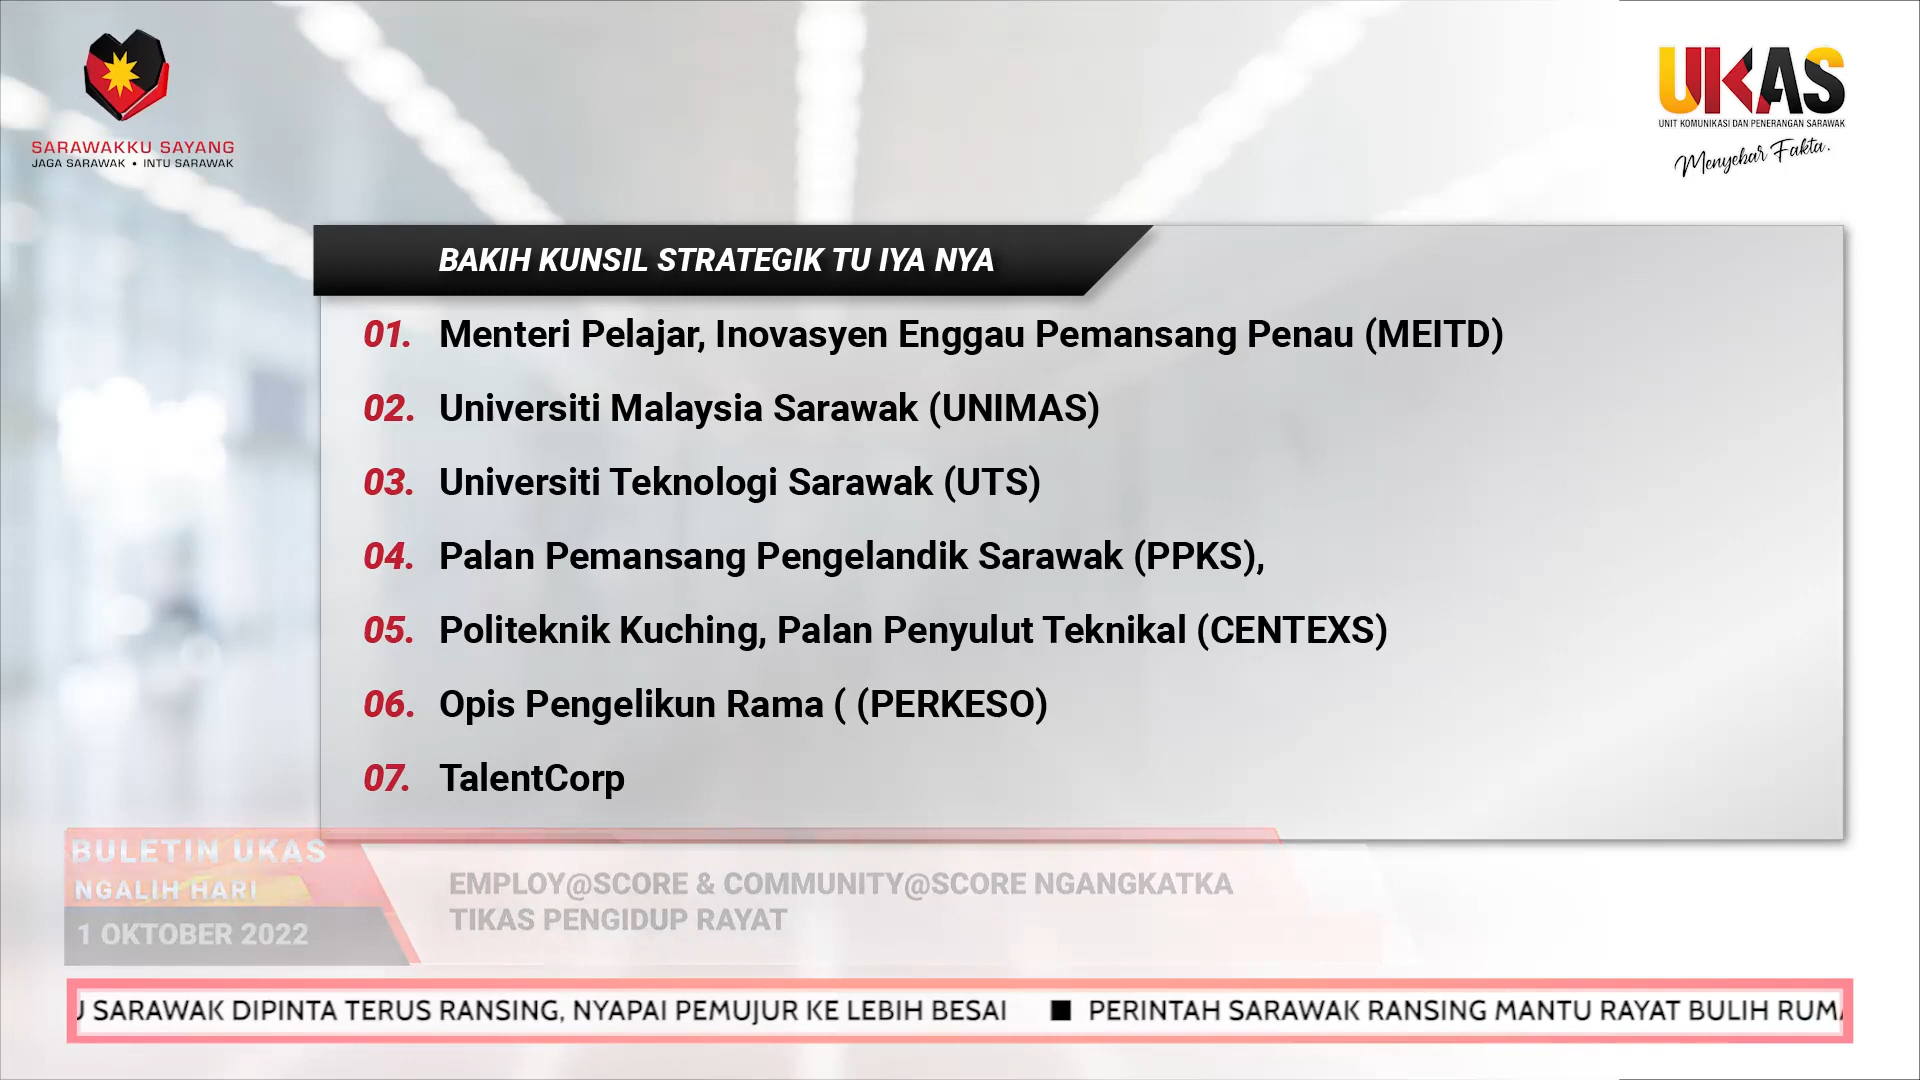 SARAWAKKU SAYANG
JAGA SARAWAK • INTU SARAWAK
UKAS
UNIT KOMUNIKASI DAN PENERANGAN SARAWAK
Menyebar Fakta.
BAKIH KUNSIL STRATEGIK TU IYA NYA
01. Menteri Pelajar, Inovasyen Enggau Pemansang Penau (MEITD)
02. Universiti Malaysia Sarawak (UNIMAS)
03. Universiti Teknologi Sarawak (UTS)
04. Palan Pemansang Pengelandik Sarawak (PPKS),
05. Politeknik Kuching, Palan Penyulut Teknikal (CENTEXS)
06. Opis Pengelikun Rama ( (PERKESO)
07. TalentCorp
BULETIN UKAS
NGALIH HARI
1 OKTOBER 2022
EMPLOY@SCORE & COMMUNITY@SCORE NGANGKATKA
TIKAS PENGIDUP RAYAT
SARAWAK DIPINTA TERUS RANSING, NYAPAI PEMUJUR KE LEBIH BESAI ■ PERINTAH SARAWAK RANSING MANTU RAYAT BULIH